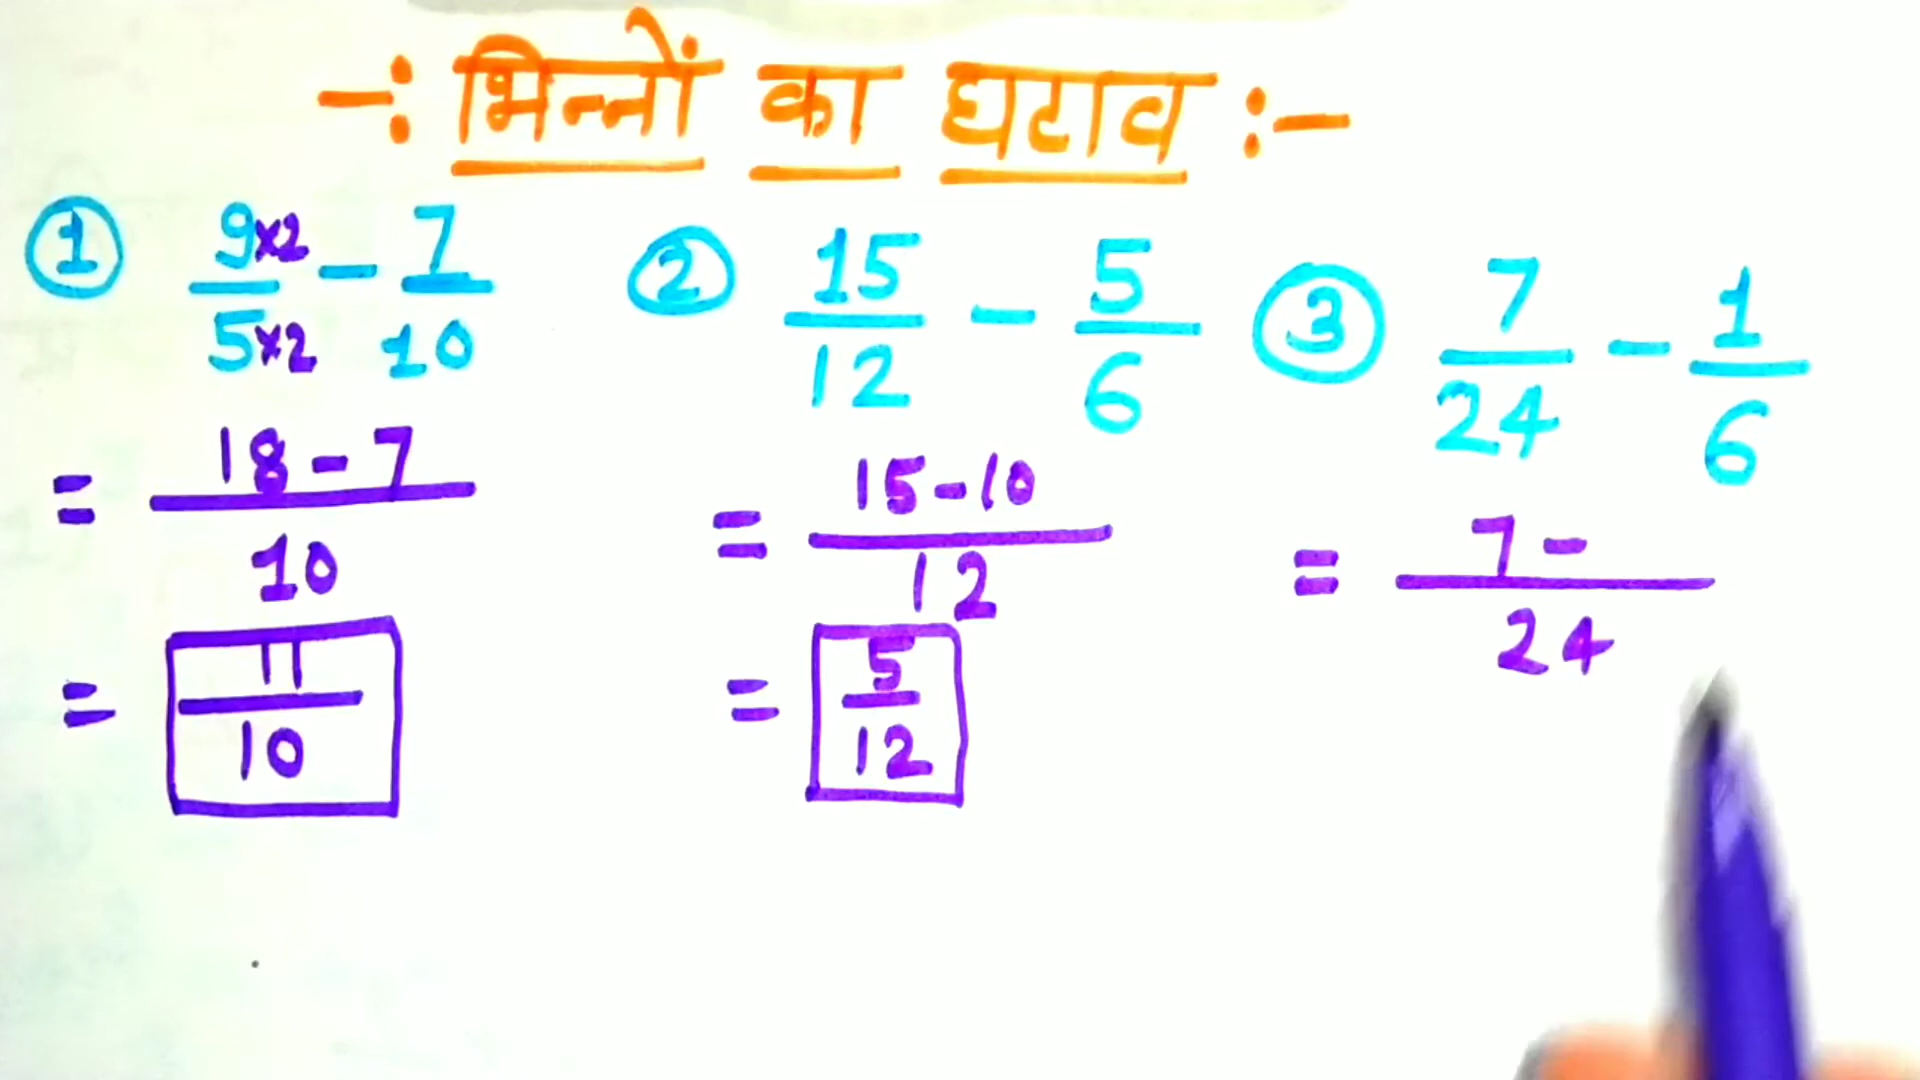 -: भिन्नों का घटाव :-
① 9×2/5×2 - 7/10
= 18-7/10
= 11/10
② 15/12 - 5/6
= 15-10/12
= 5/12
③ 7/24 - 1/6
= 7-/24